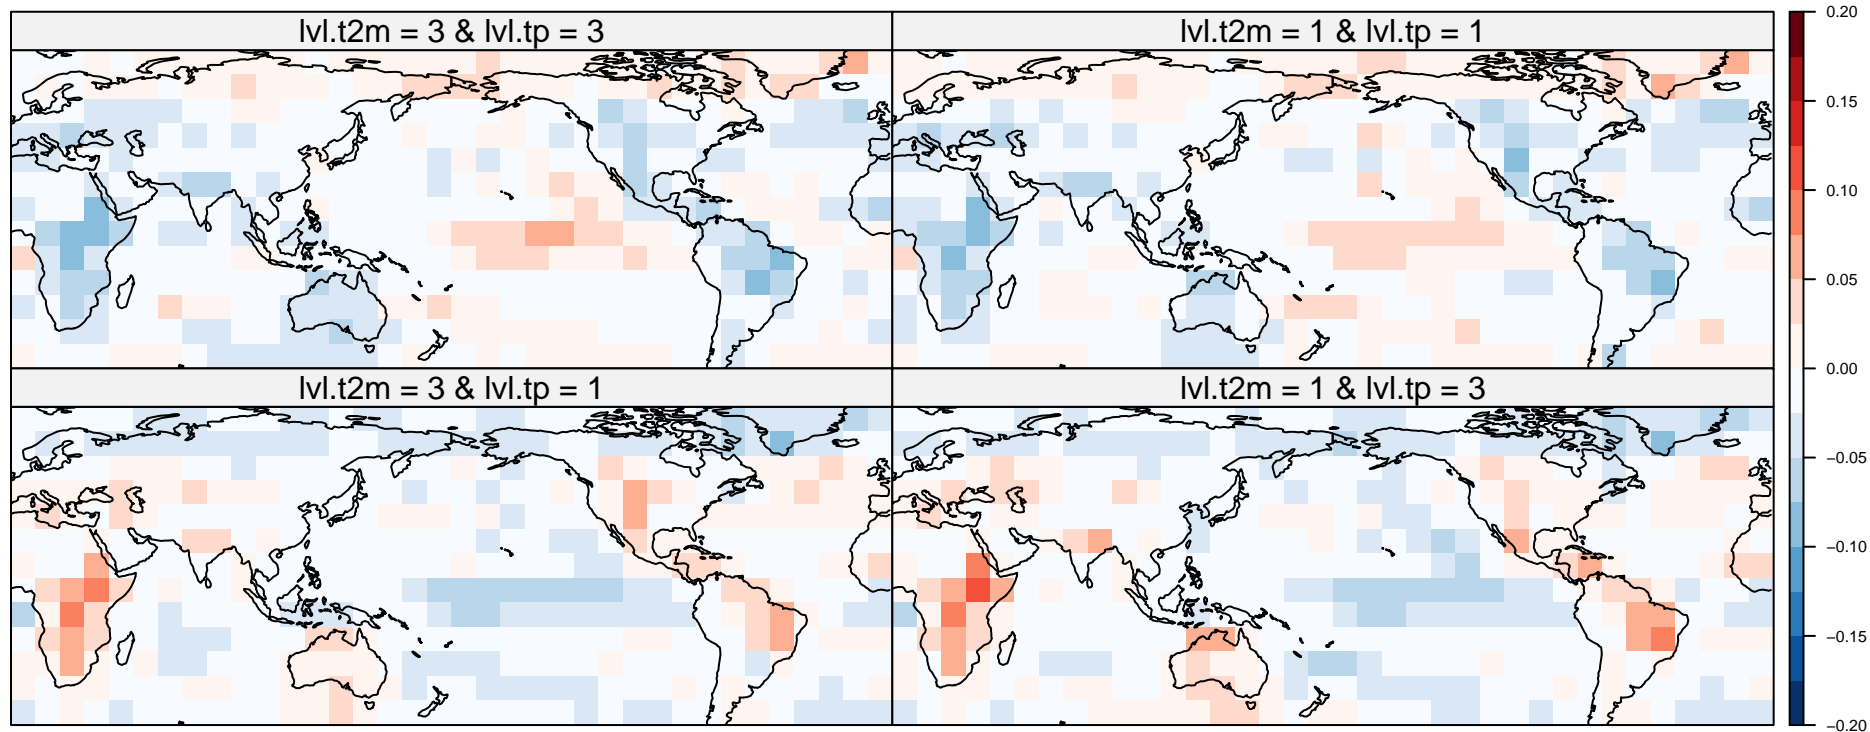 lvl.t2m = 3 & lvl.tp = 3
lvl.t2m = 1 & lvl.tp = 1
lvl.t2m = 3 & lvl.tp = 1
lvl.t2m = 1 & lvl.tp = 3
0.20
0.15
0.10
0.05
0.00
−0.05
−0.10
−0.15
−0.20